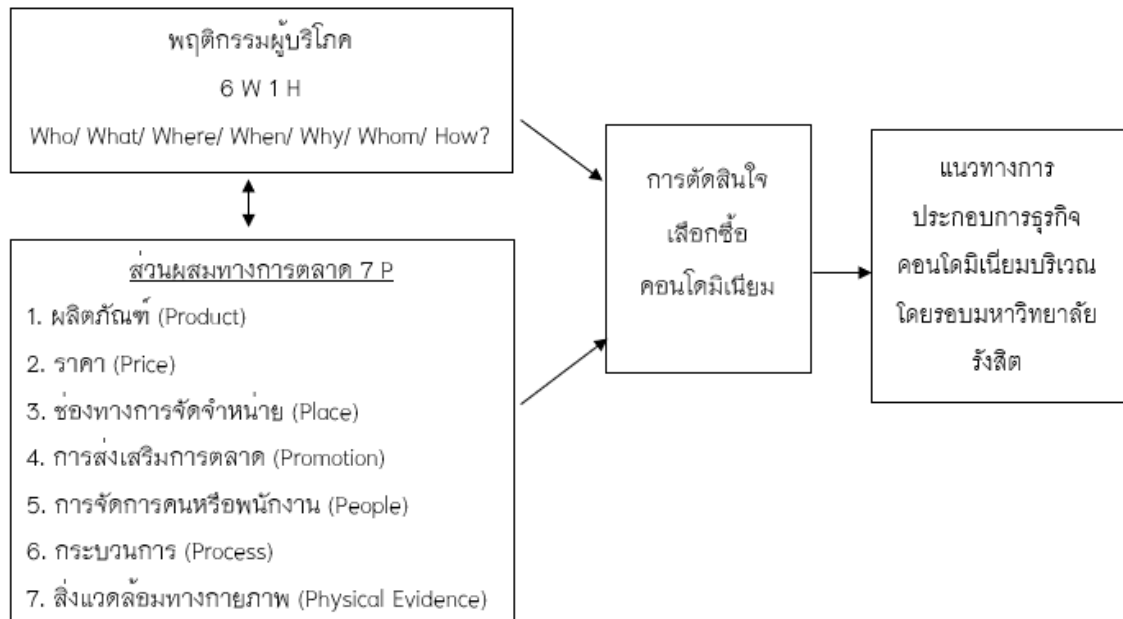 พฤติกรรมผู้บริโภค
6 W 1 H
Who/ What/ Where/ When/ Why/ Whom/ How?
ส่วนผสมทางการตลาด 7 P
1. ผลิตภัณฑ์ (Product)
2. ราคา (Price)
3. ช่องทางการจัดจำหน่าย (Place)
4. การส่งเสริมการตลาด (Promotion)
5. การจัดการคนหรือพนักงาน (People)
6. กระบวนการ (Process)
7. สิ่งแวดล้อมทางกายภาพ (Physical Evidence)
การตัดสินใจ
เลือกซื้อ
คอนโดมิเนียม
แนวทางการ
ประกอบการธุรกิจ
คอนโดมิเนี่ยมบริเวณ
โดยรอบมหาวิทยาลัย
รังสิต